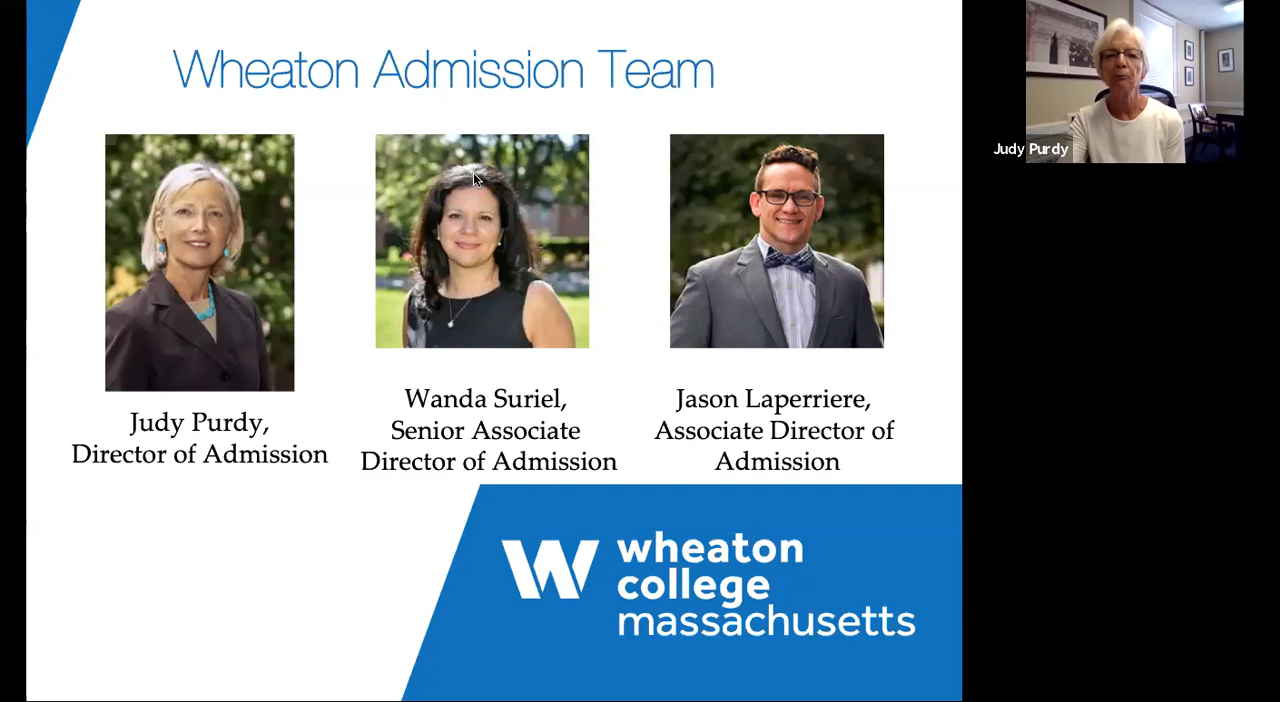 Wheaton Admission Team
Judy Purdy
Judy Purdy,
Director of Admission
Wanda Suriel,
Senior Associate
Director of Admission
Jason Laperriere,
Associate Director of
Admission
W wheaton
college
massachusetts